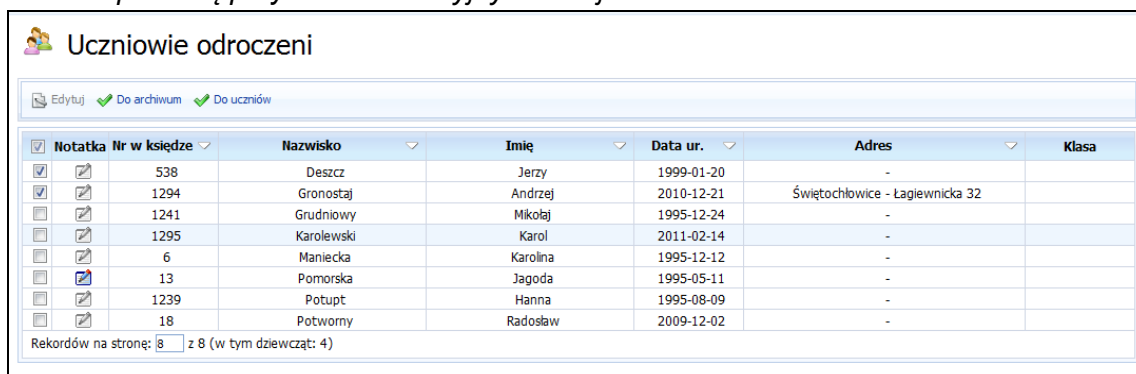 Uczniowie odroczeni
Edytuj Do archiwum Do uczniów
Notatka Nr w księdze Nazwisko Imię Data ur. Adres Klasa
538 Deszcz Jerzy 1999-01-20 -
1294 Gronostaj Andrzej 2010-12-21 Świętochłowice - Łagiewnicka 32
1241 Grudniowy Mikołaj 1995-12-24 -
1295 Karolewski Karol 2011-02-14 -
6 Maniecka Karolina 1995-12-12 -
13 Pomorska Jagoda 1995-05-11 -
1239 Potupt Hanna 1995-08-09 -
18 Potworny Radosław 2009-12-02 -
Rekordów na stronę: 8 z 8 (w tym dziewcząt: 4)